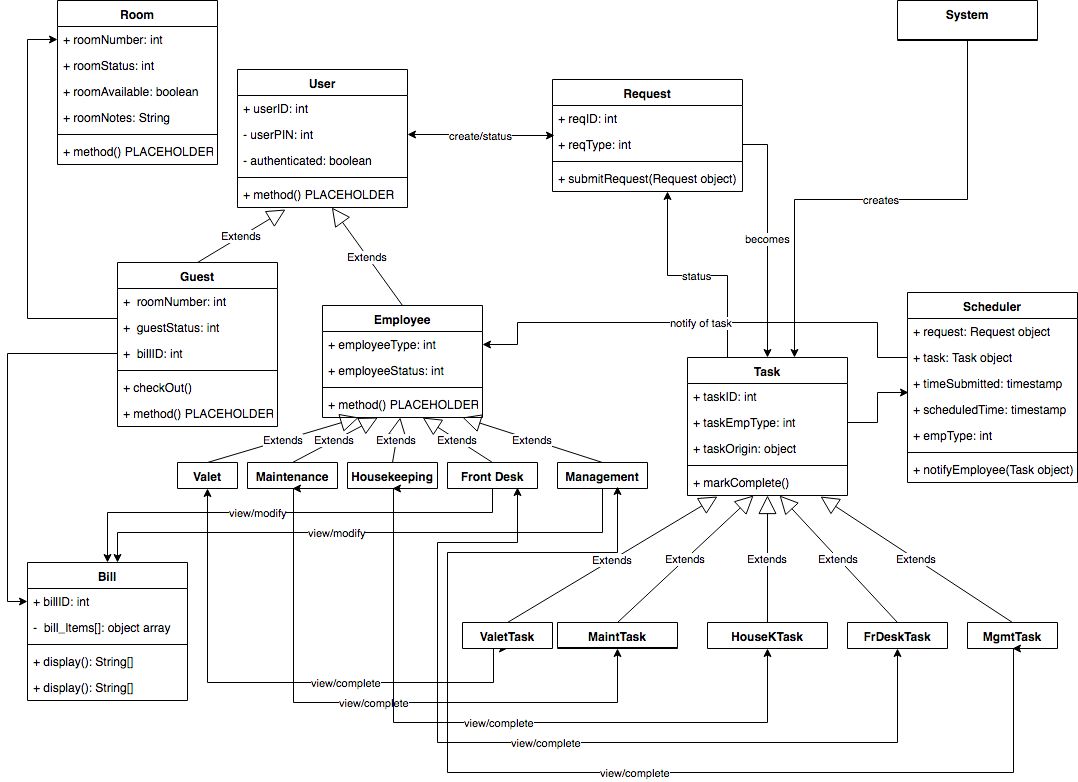 Room
+ roomNumber: int
+ roomStatus: int
+ roomAvailable: boolean
+ roomNotes: String
+ method() PLACEHOLDER
System
User
+ userID: int
- userPIN: int
- authenticated: boolean
+ method() PLACEHOLDER
create/status
Request
+ reqID: int
+ reqType: int
+ submitRequest(Request object)
creates
becomes
status
notify of task
Extends
Extends
Guest
+ roomNumber: int
+ guestStatus: int
+ billID: int
+ checkOut()
+ method() PLACEHOLDER
Employee
+ employeeType: int
+ employeeStatus: int
+ method() PLACEHOLDER
Scheduler
+ request: Request object
+ task: Task object
+ timeSubmitted: timestamp
+ scheduledTime: timestamp
+ empType: int
+ notifyEmployee(Task object)
Task
+ taskID: int
+ taskEmpType: int
+ taskOrigin: object
+ markComplete()
Extends
Extends
Extends
Extends
Extends
Valet
Maintenance
Housekeeping
Front Desk
Management
view/modify
view/modify
Bill
+ billID: int
- bill_Items[]: object array
+ display(): String[]
+ display(): String[]
Extends
Extends
Extends
Extends
Extends
ValetTask
MaintTask
HouseKTask
FrDeskTask
MgmtTask
view/complete
view/complete
view/complete
view/complete
view/complete